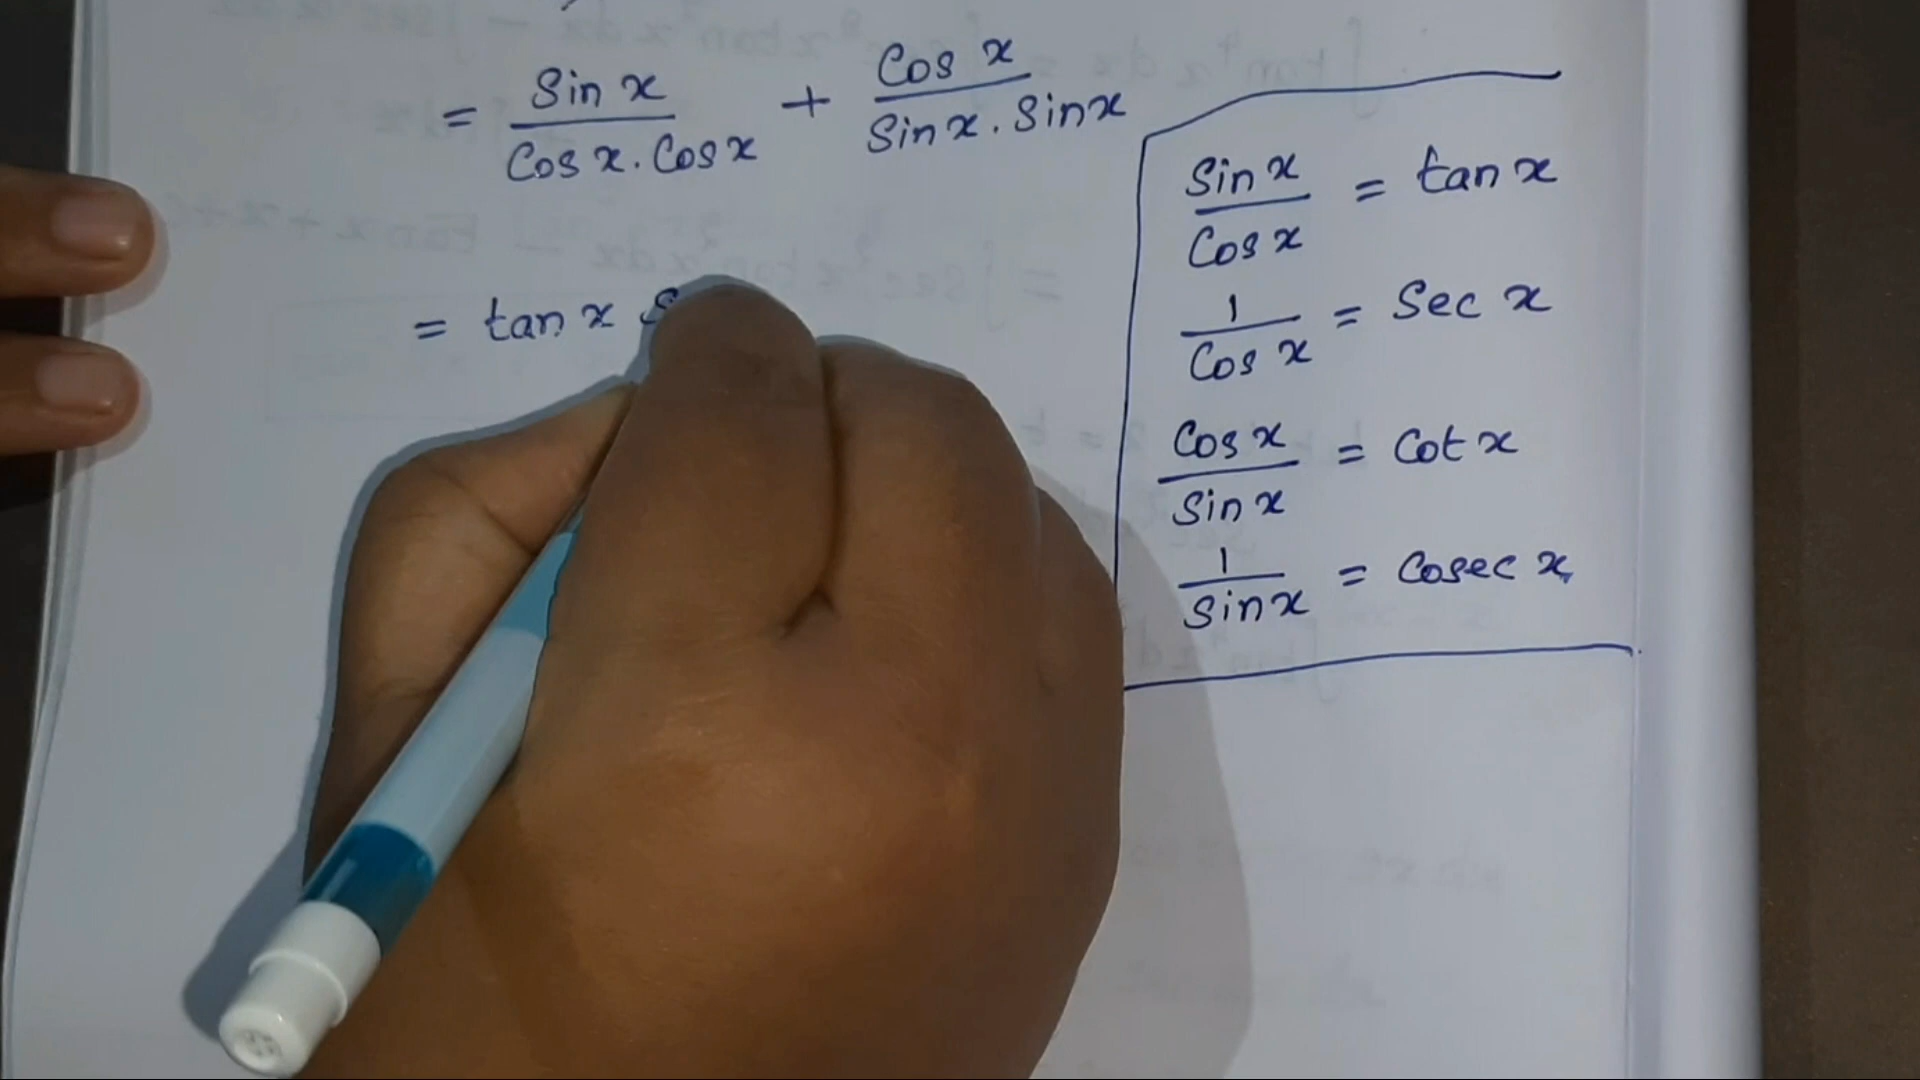 = Sin x / Cos x . Cos x + Cos x / Sin x . Sin x
= tan x S
Sin x / Cos x = tan x
1 / Cos x = Sec x
Cos x / Sin x = Cot x
1 / Sin x = Cosec x